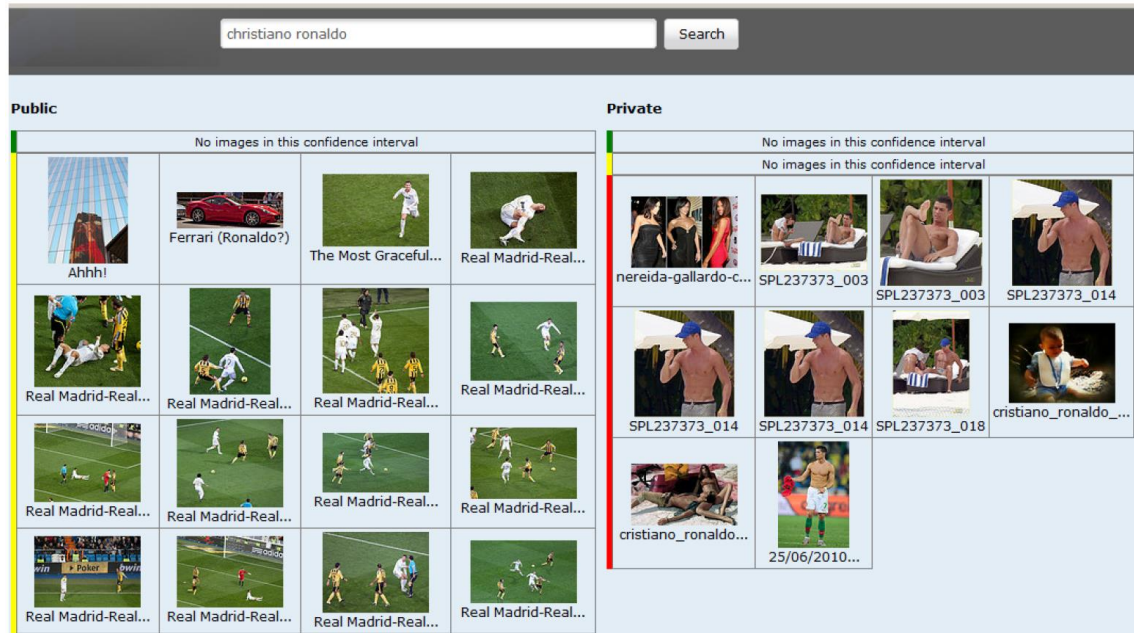 christiano ronaldo
Search
Public
No images in this confidence interval
Ahhh!
Ferrari (Ronaldo?)
The Most Graceful...
Real Madrid-Real...
Real Madrid-Real...
Real Madrid-Real...
Real Madrid-Real...
Real Madrid-Real...
Real Madrid-Real...
Real Madrid-Real...
Real Madrid-Real...
Real Madrid-Real...
Real Madrid-Real...
Real Madrid-Real...
Real Madrid-Real...
Real Madrid-Real...
Private
No images in this confidence interval
No images in this confidence interval
nereida-gallardo-c...
SPL237373_003
SPL237373_003
SPL237373_014
SPL237373_014
SPL237373_014
SPL237373_018
cristiano_ronaldo_...
cristiano_ronaldo...
25/06/2010...
adidas
win
Poker
bwin